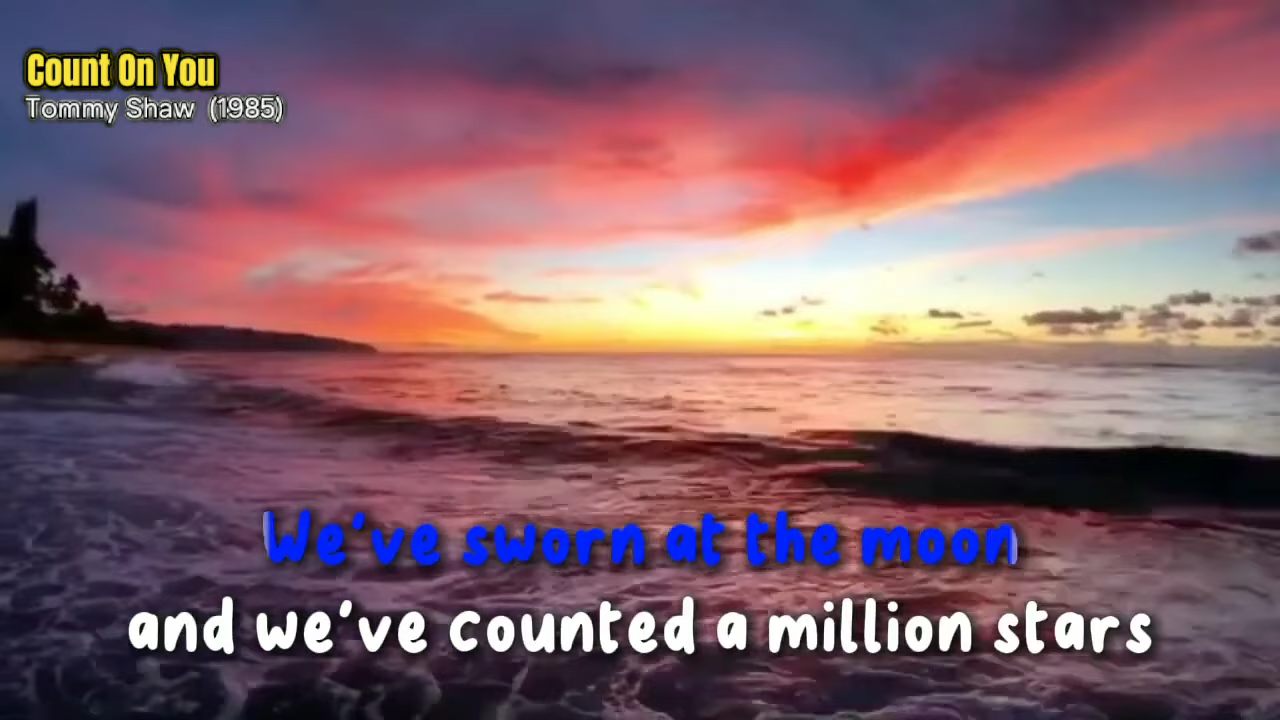 Count On You
Tommy Shaw (1985)
We've sworn at the moon
and we've counted a million stars